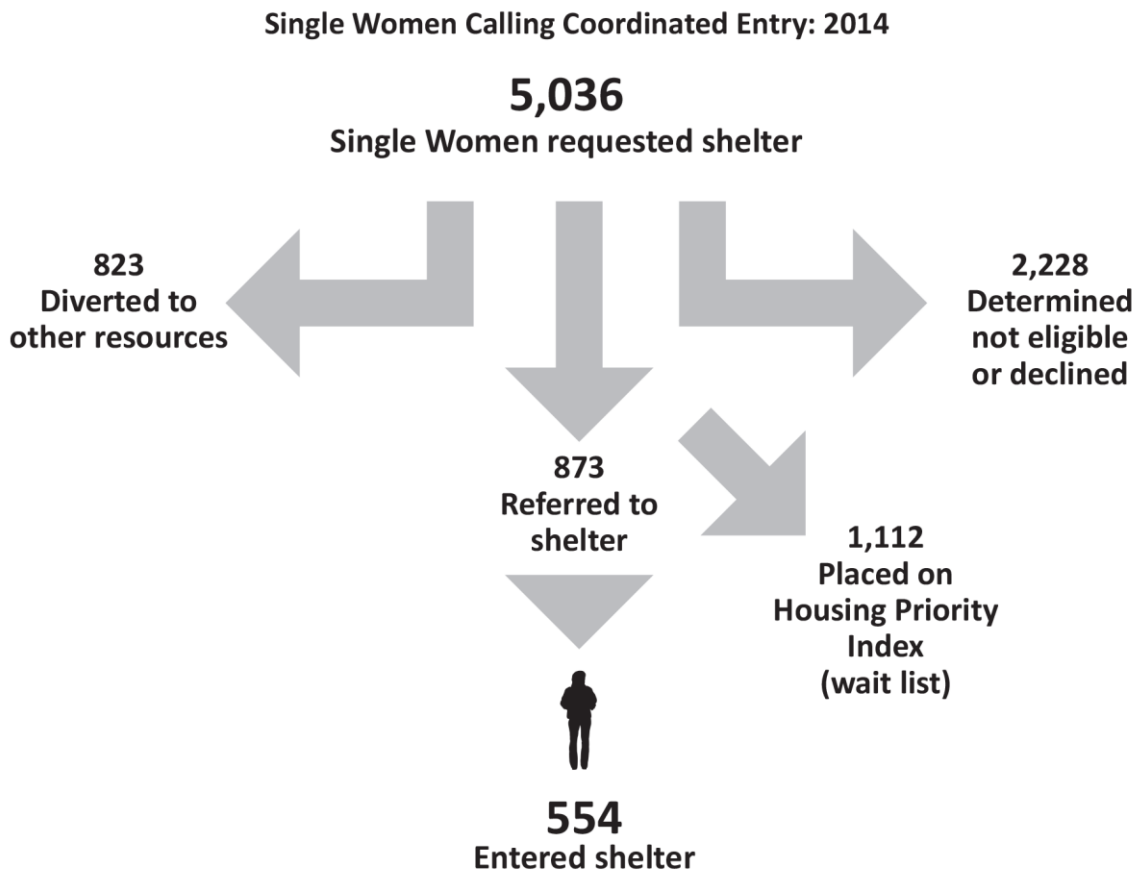 Single Women Calling Coordinated Entry: 2014
5,036
Single Women requested shelter
823
Diverted to
other resources
2,228
Determined
not eligible
or declined
873
Referred to
shelter
1,112
Placed on
Housing Priority
Index
(wait list)
554
Entered shelter